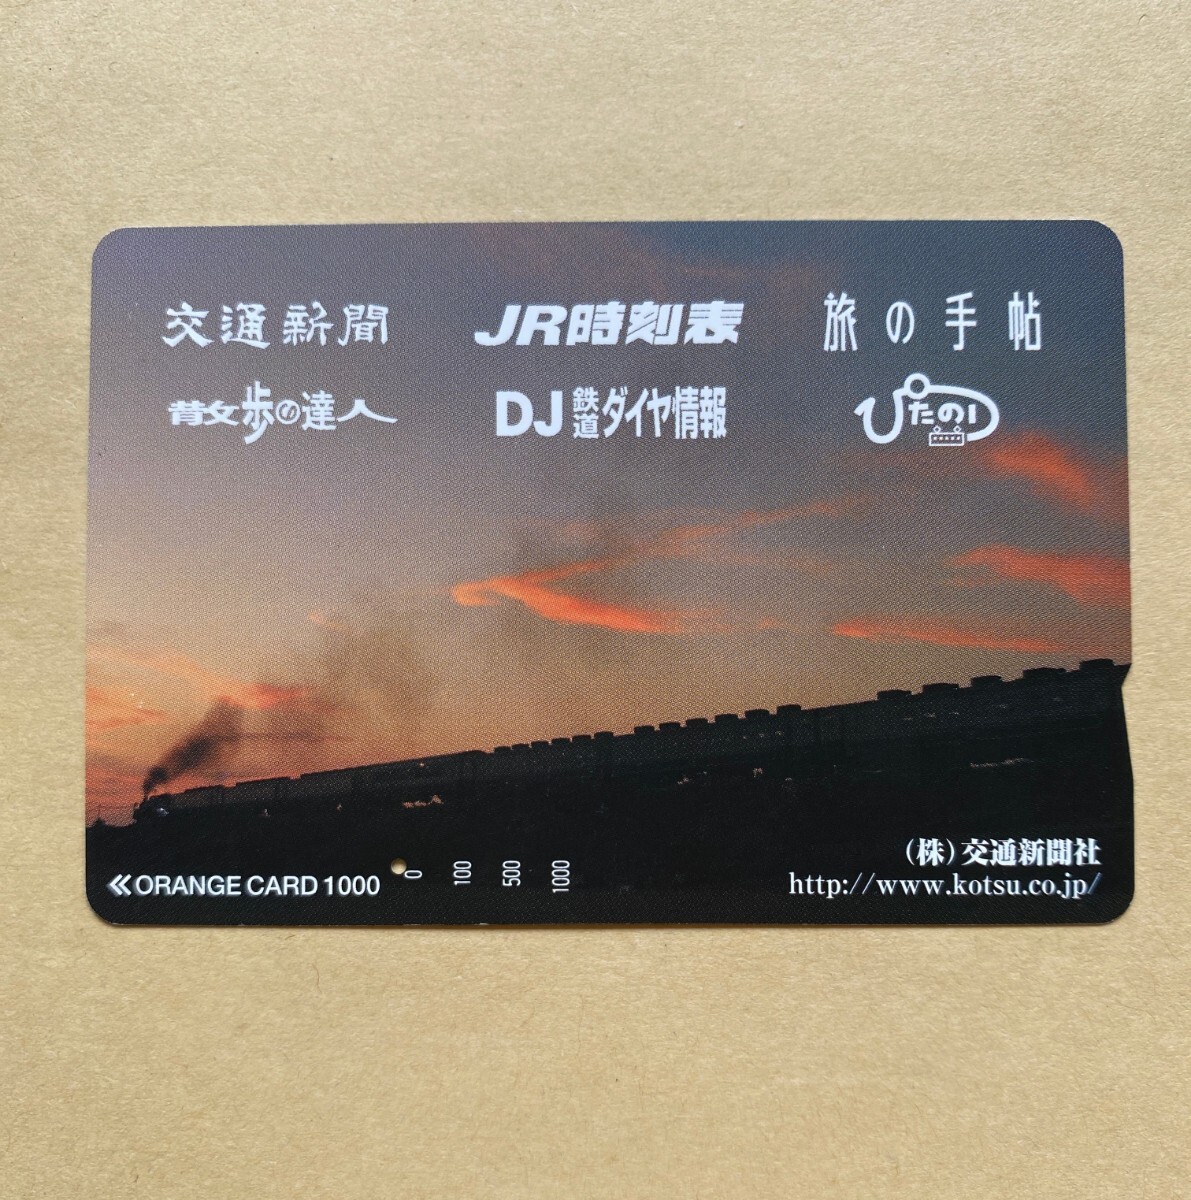 交通新聞 JR時刻表 旅の手帖
散歩の達人 DJ鉄道ダイヤ情報 ぴたのり
≪ORANGE CARD 1000 0 100 500 1000
(株)交通新聞社
http://www.kotsu.co.jp/